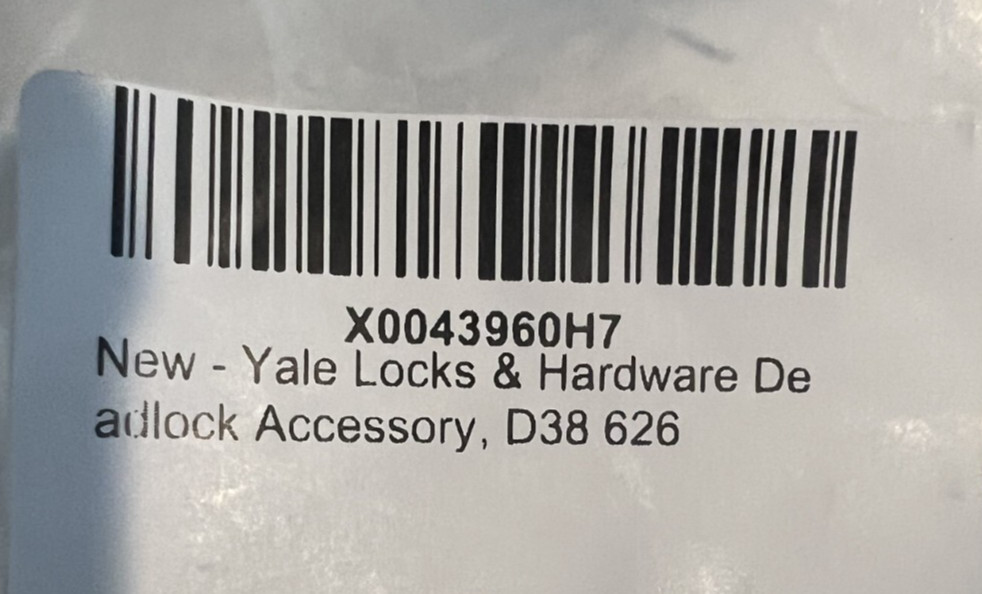 X0043960H7
New - Yale Locks & Hardware De
adlock Accessory, D38 626